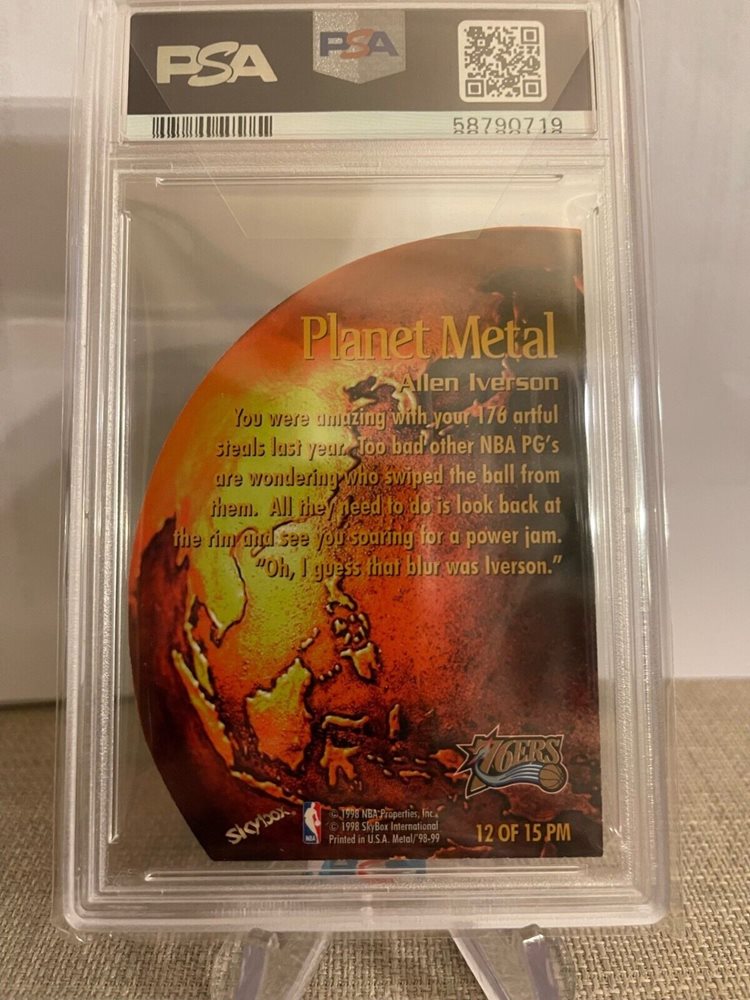 PSA PSA
58790719
Planet Metal
Allen Iverson
You were amazing with your 176 artful
steals last year. Too bad other NBA PG's
are wondering who swiped the ball from
them. All they need to do is look back at
the rim and see you soaring for a power jam.
"Oh, I guess that blur was Iverson."
76ERS
skybox
NBA
© 1998 NBA Properties, Inc.
© 1998 SkyBox International
Printed in U.S.A. Metal/'98-99
12 OF 15 PM